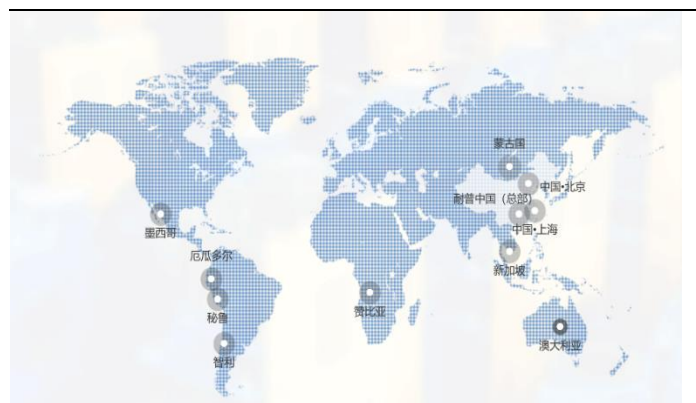 蒙古国
中国•北京
耐普中国（总部）
中国•上海
墨西哥
厄瓜多尔
新加坡
秘鲁
赞比亚
澳大利亚
智利